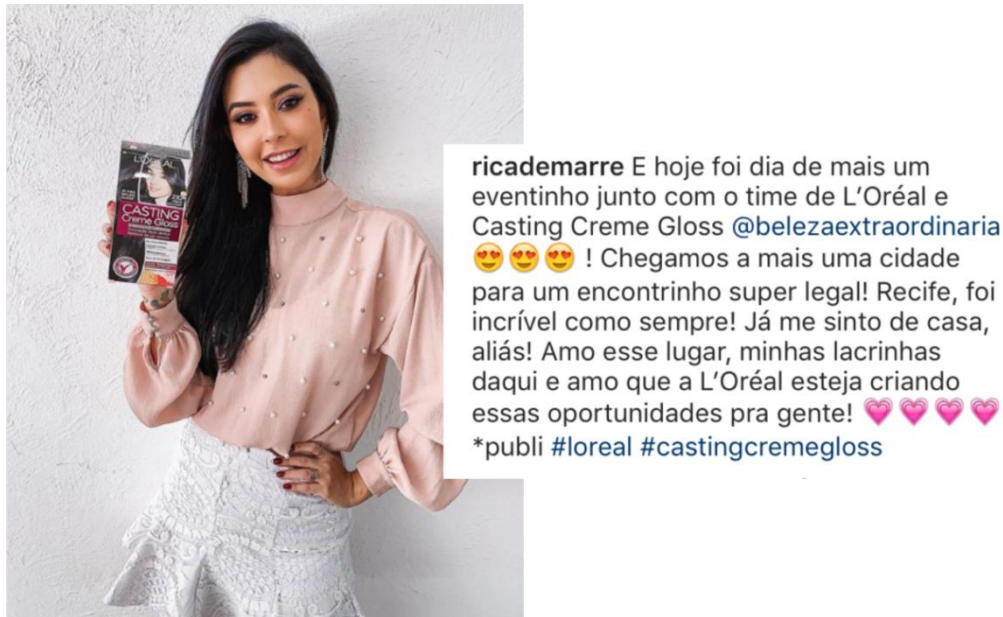 L'ORÉAL
CASTING
Creme Gloss
ricademarre E hoje foi dia de mais um
eventinho junto com o time de L’Oréal e
Casting Creme Gloss @belezaextraordinaria
😍😍😍 ! Chegamos a mais uma cidade
para um encontrinho super legal! Recife, foi
incrível como sempre! Já me sinto de casa,
aliás! Amo esse lugar, minhas lacrinhas
daqui e amo que a L’Oréal esteja criando
essas oportunidades pra gente! 💗💗💗💗
*publi #loreal #castingcremegloss